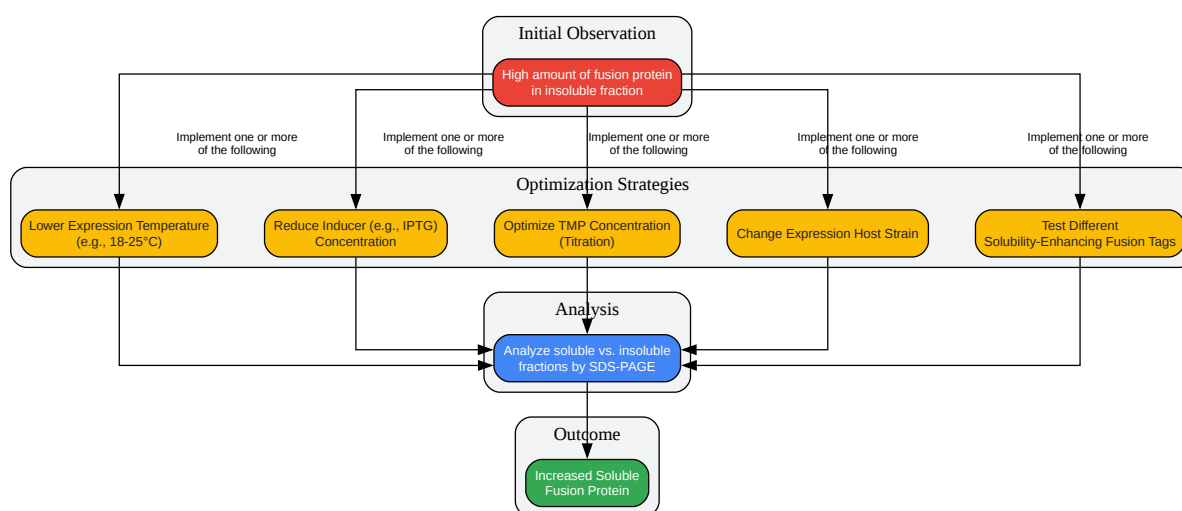 Initial Observation
High amount of fusion protein
in insoluble fraction
Implement one or more
of the following
Implement one or more
of the following
Implement one or more
of the following
Implement one or more
of the following
Implement one or more
of the following
Optimization Strategies
Lower Expression Temperature
(e.g., 18-25°C)
Reduce Inducer (e.g., IPTG)
Concentration
Optimize TMP Concentration
(Titration)
Change Expression Host Strain
Test Different
Solubility-Enhancing Fusion Tags
Analysis
Analyze soluble vs. insoluble
fractions by SDS-PAGE
Outcome
Increased Soluble
Fusion Protein